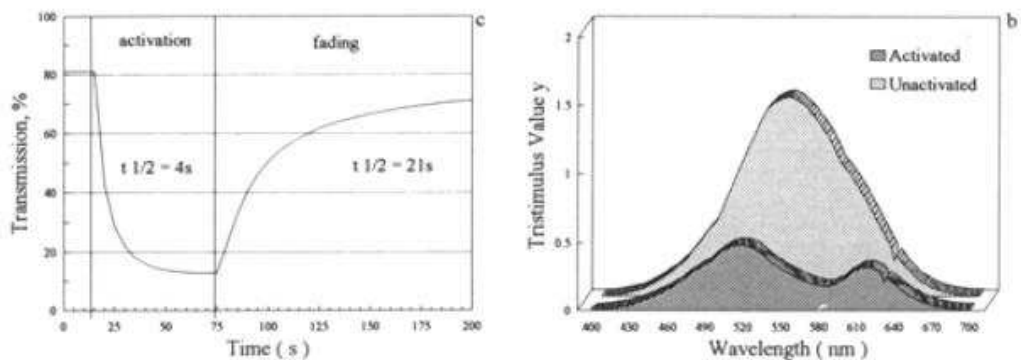 c
100
80
60
40
20
0
Transmission, %
activation
fading
t 1/2 = 4s
t 1/2 = 21s
0 25 50 75 100 125 150 175 200
Time ( s )
b
2
1.5
1
0.5
0
Tristimulus Value y
Activated
Unactivated
400 430 460 490 520 550 580 610 640 670 700
Wavelength ( nm )